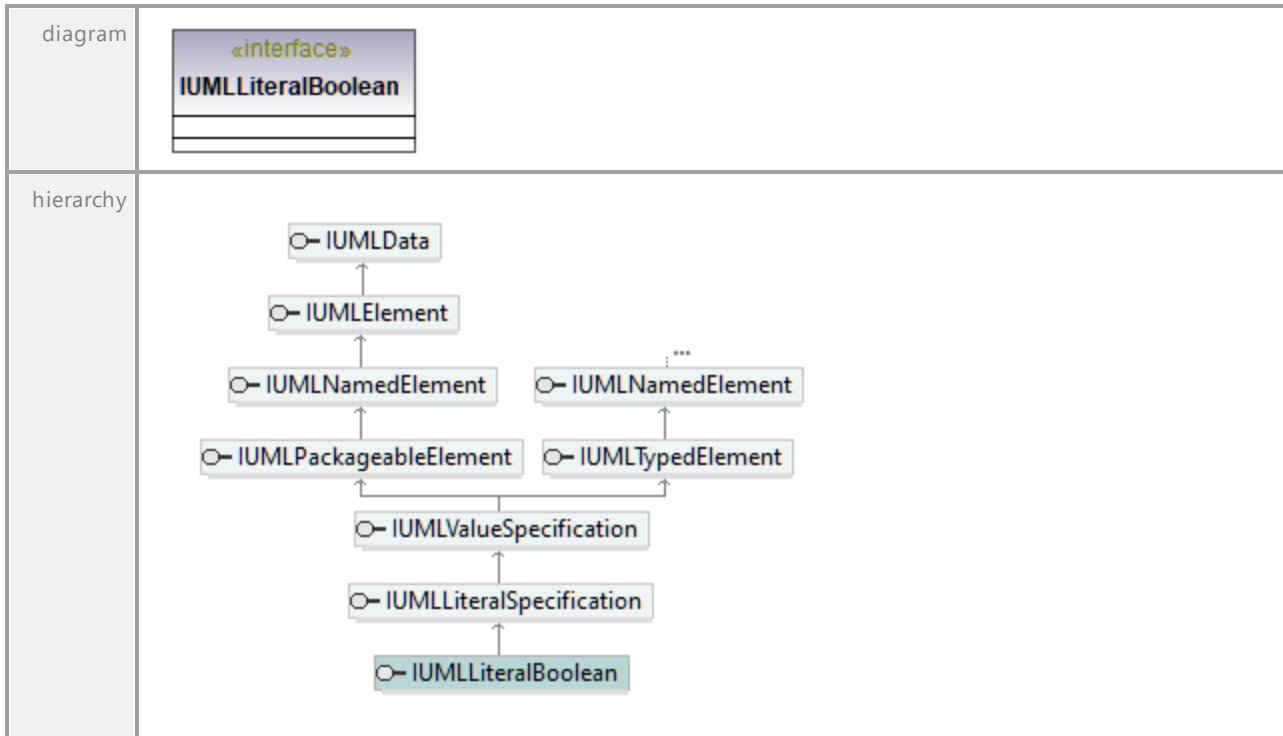 diagram
«interface»
IUMLLiteralBoolean
hierarchy
IUMLData
IUMLElement
...
IUMLNamedElement IUMLNamedElement
IUMLPackageableElement IUMLTypedElement
IUMLValueSpecification
IUMLLiteralSpecification
IUMLLiteralBoolean